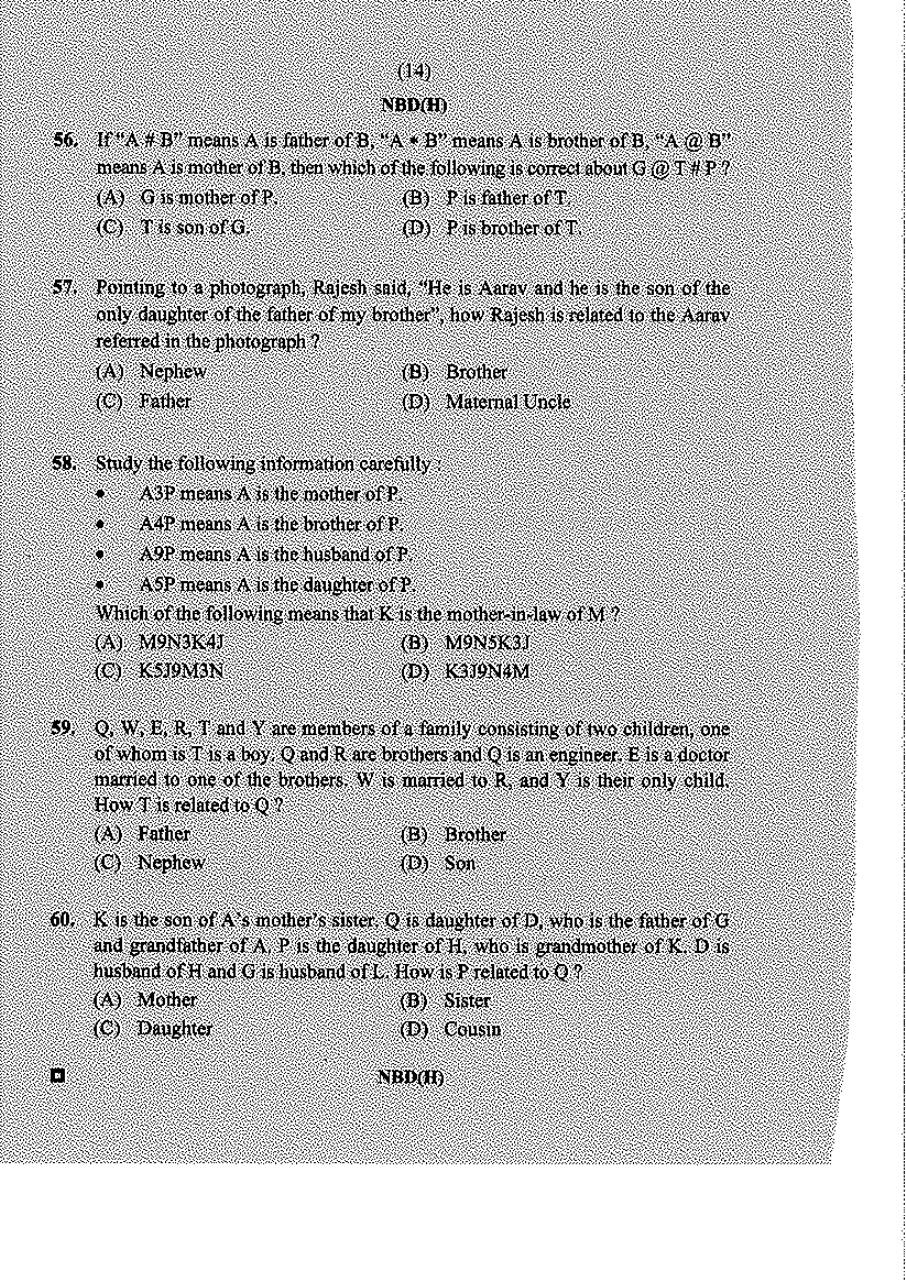 (14)
NBD(H)
56. If “A # B” means A is father of B, “A * B” means A is brother of B, “A @ B”
means A is mother of B, then which of the following is correct about G @ T # P ?
(A) G is mother of P. (B) P is father of T.
(C) T is son of G. (D) P is brother of T.
57. Pointing to a photograph, Rajesh said, “He is Aarav and he is the son of the
only daughter of the father of my brother”, how Rajesh is related to the Aarav
referred in the photograph ?
(A) Nephew (B) Brother
(C) Father (D) Maternal Uncle
58. Study the following information carefully :
• A3P means A is the mother of P.
• A4P means A is the brother of P.
• A9P means A is the husband of P.
• A5P means A is the daughter of P.
Which of the following means that K is the mother-in-law of M ?
(A) M9N3K4J (B) M9N5K3J
(C) K5J9M3N (D) K3J9N4M
59. Q, W, E, R, T and Y are members of a family consisting of two children, one
of whom is T is a boy. Q and R are brothers and Q is an engineer. E is a doctor
married to one of the brothers. W is married to R, and Y is their only child.
How T is related to Q ?
(A) Father (B) Brother
(C) Nephew (D) Son
60. K is the son of A’s mother’s sister. Q is daughter of D, who is the father of G
and grandfather of A. P is the daughter of H, who is grandmother of K. D is
husband of H and G is husband of L. How is P related to Q ?
(A) Mother (B) Sister
(C) Daughter (D) Cousin
NBD(H)